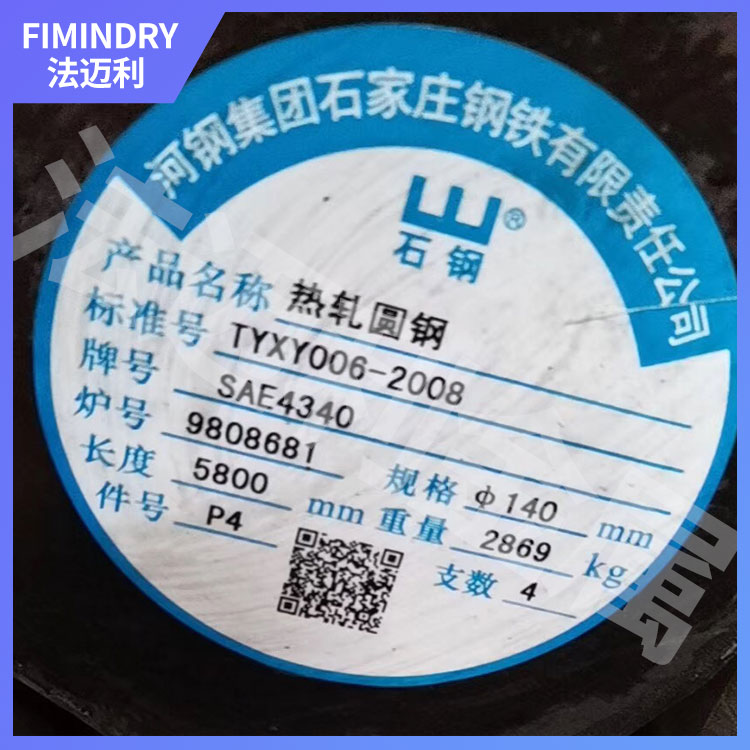 FIMINDRY
法迈利
河钢集团石家庄钢铁有限责任公司
®
石钢
产品名称 热轧圆钢
标准号 TYXY006-2008
牌号 SAE4340
炉号 9808681
规格 φ140 mm
长度 5800 mm
重量 2869 kg
件号 P4
支数 4